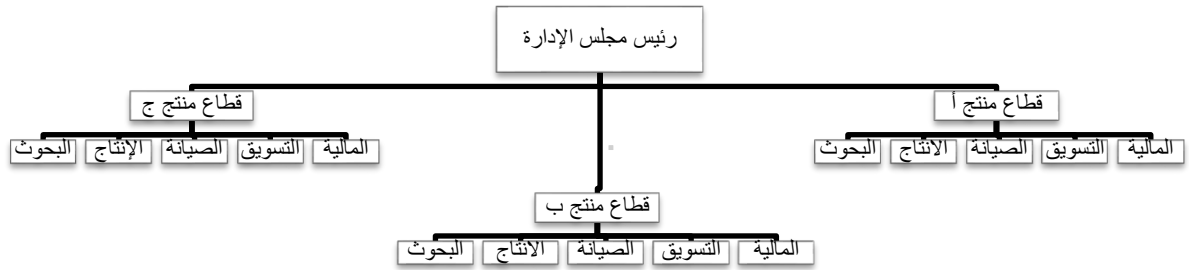 رئيس مجلس الإدارة
قطاع منتج أ
قطاع منتج ج
المالية
التسويق
الصيانة
الانتاج
البحوث
المالية
التسويق
الصيانة
الإنتاج
البحوث
قطاع منتج ب
المالية
التسويق
الصيانة
الانتاج
البحوث